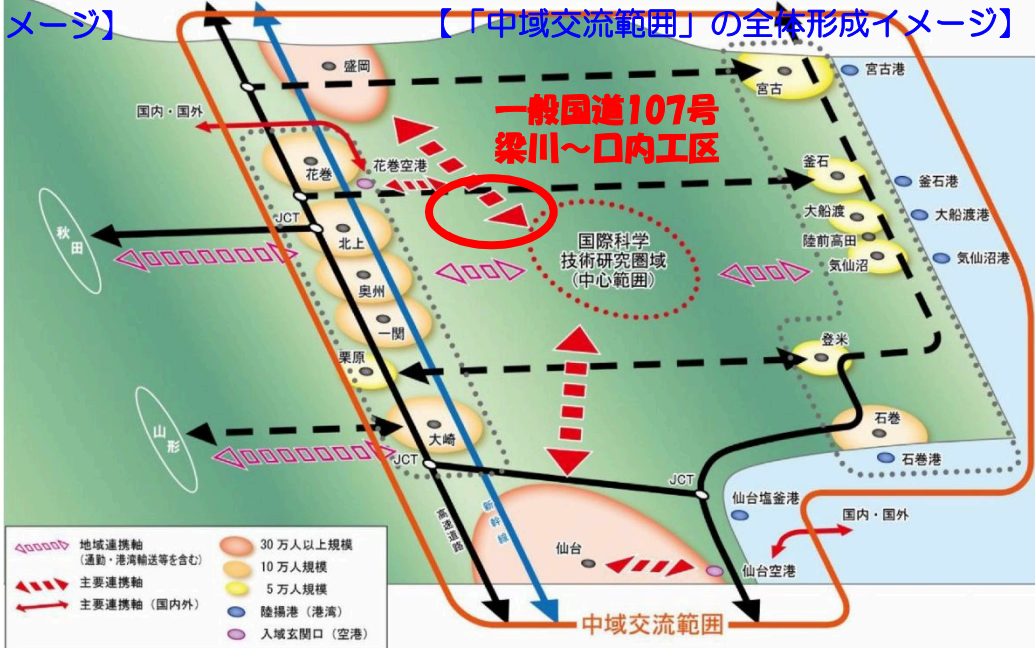 メージ】
【「中域交流範囲」の全体形成イメージ】
盛岡
宮古
宮古港
一般国道107号
梁川～口内工区
国内・国外
花巻
花巻空港
釜石
釜石港
大船渡
大船渡港
陸前高田
気仙沼
気仙沼港
JCT
秋田
北上
国際科学
技術研究圏域
(中心範囲)
奥州
一関
栗原
登米
山形
大崎
石巻
石巻港
JCT
JCT
高速道路
新幹線
仙台塩釜港
国内・国外
仙台
仙台空港
中域交流範囲
地域連携軸
(通勤・港湾輸送等を含む)
主要連携軸
主要連携軸（国内外）
30万人以上規模
10万人規模
5万人規模
陸揚港（港湾）
入域玄関口（空港）